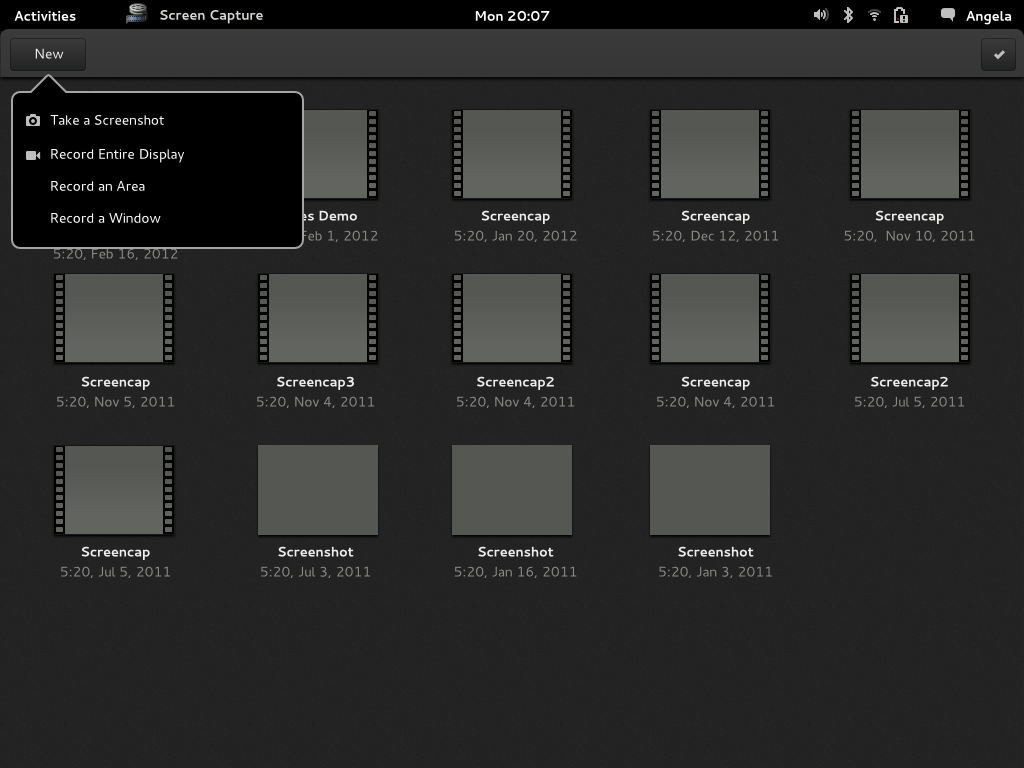 Activities Screen Capture Mon 20:07 Angela
New
Take a Screenshot
Record Entire Display
Record an Area
Record a Window
es Demo Screencap Screencap Screencap
eb 1, 2012 5:20, Jan 20, 2012 5:20, Dec 12, 2011 5:20, Nov 10, 2011
5:20, Feb 16, 2012
Screencap Screencap3 Screencap2 Screencap Screencap2
5:20, Nov 5, 2011 5:20, Nov 4, 2011 5:20, Nov 4, 2011 5:20, Nov 4, 2011 5:20, Jul 5, 2011
Screencap Screenshot Screenshot Screenshot
5:20, Jul 5, 2011 5:20, Jul 3, 2011 5:20, Jan 16, 2011 5:20, Jan 3, 2011